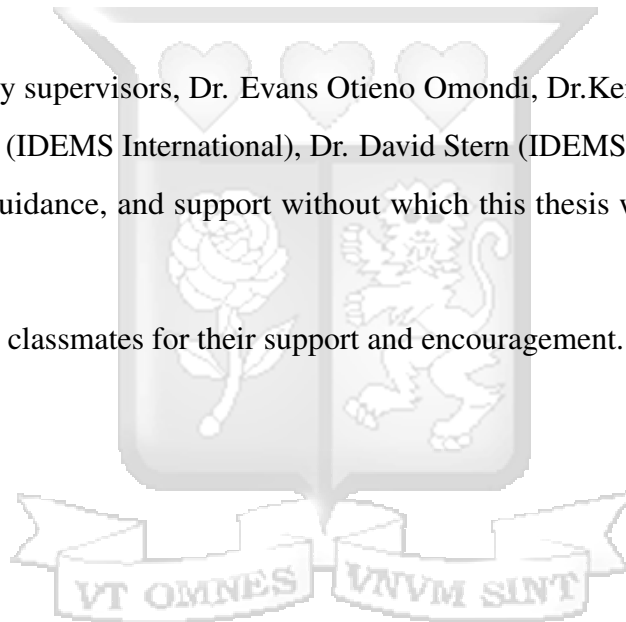 y supervisors, Dr. Evans Otieno Omondi, Dr.Ke
(IDEMS International), Dr. David Stern (IDEMS
uidance, and support without which this thesis
classmates for their support and encouragement.
VT OMNES VNVM SINT